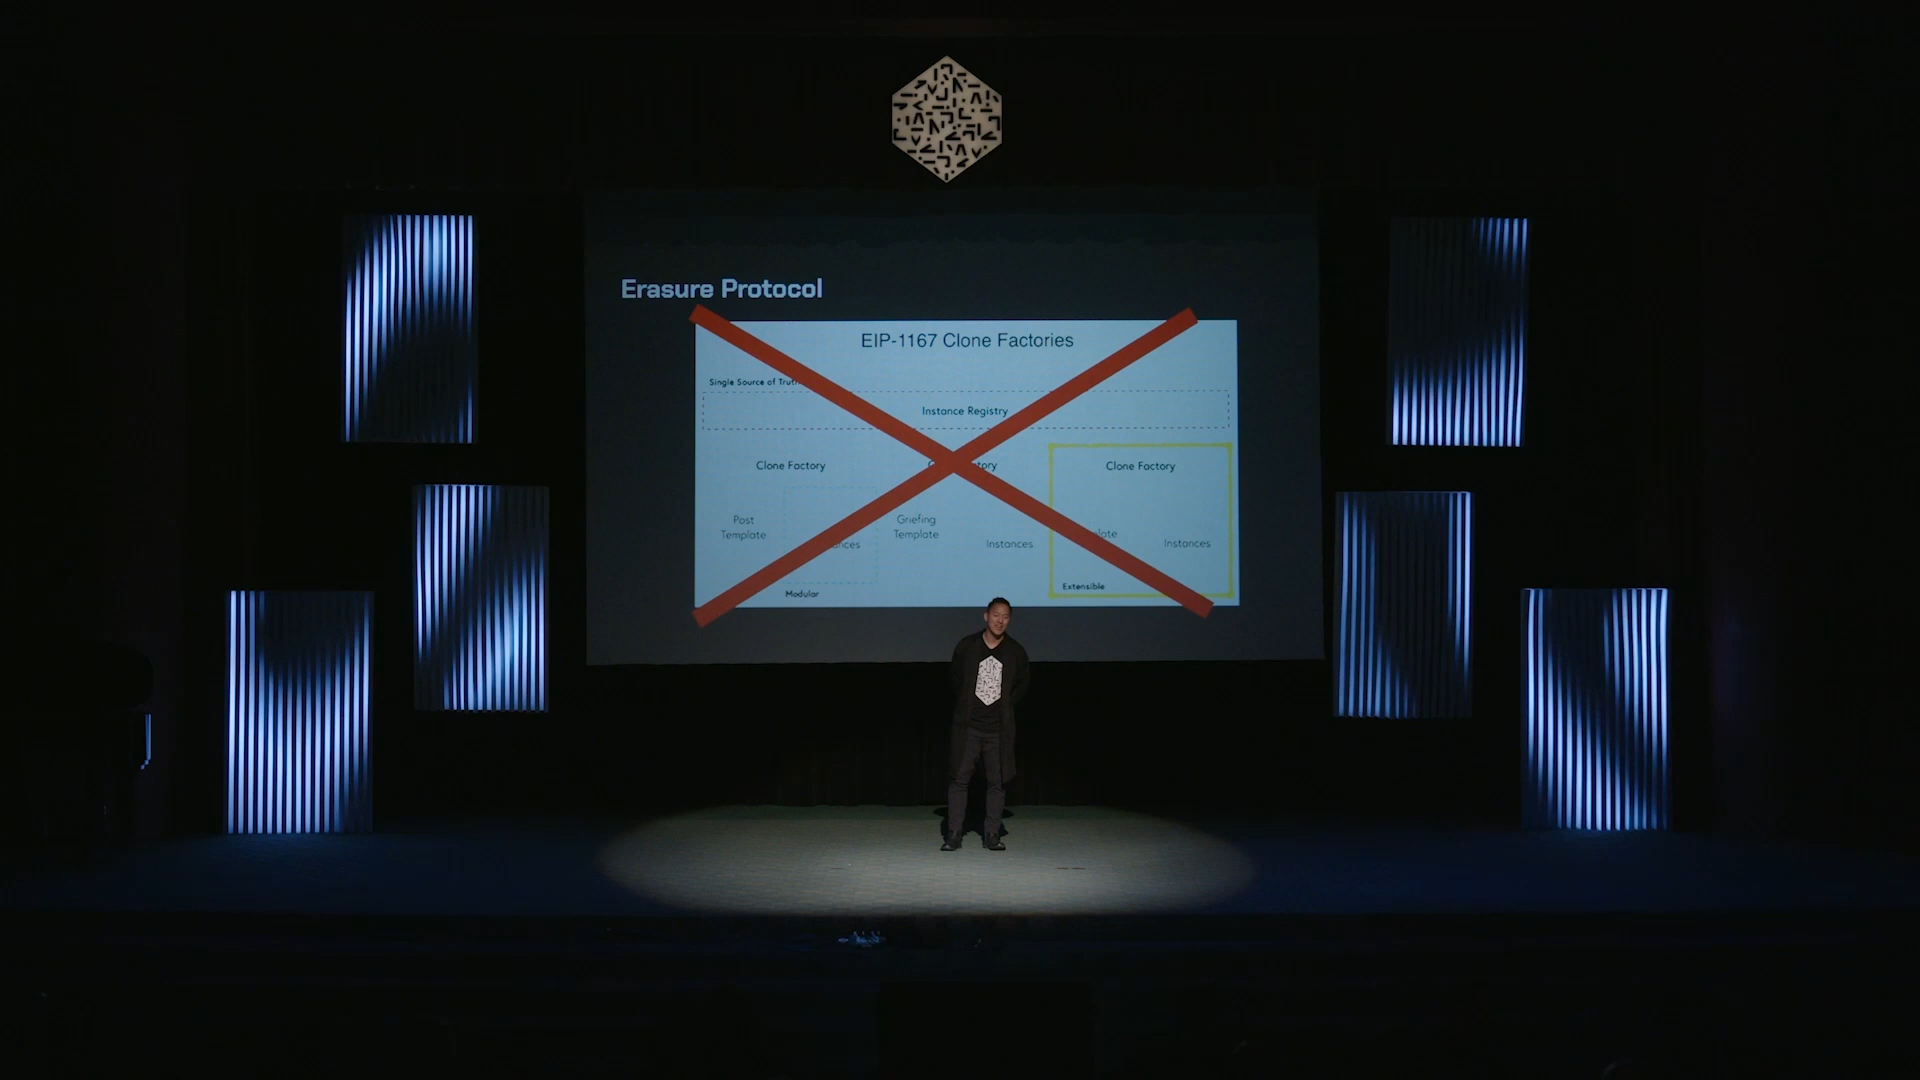 Erasure Protocol
EIP-1167 Clone Factories
Single Source of
Instance Registry
Clone Factory
Clone Factory
Post
Template
Griefing
Template
Instances
Instances
Modular
Extensible